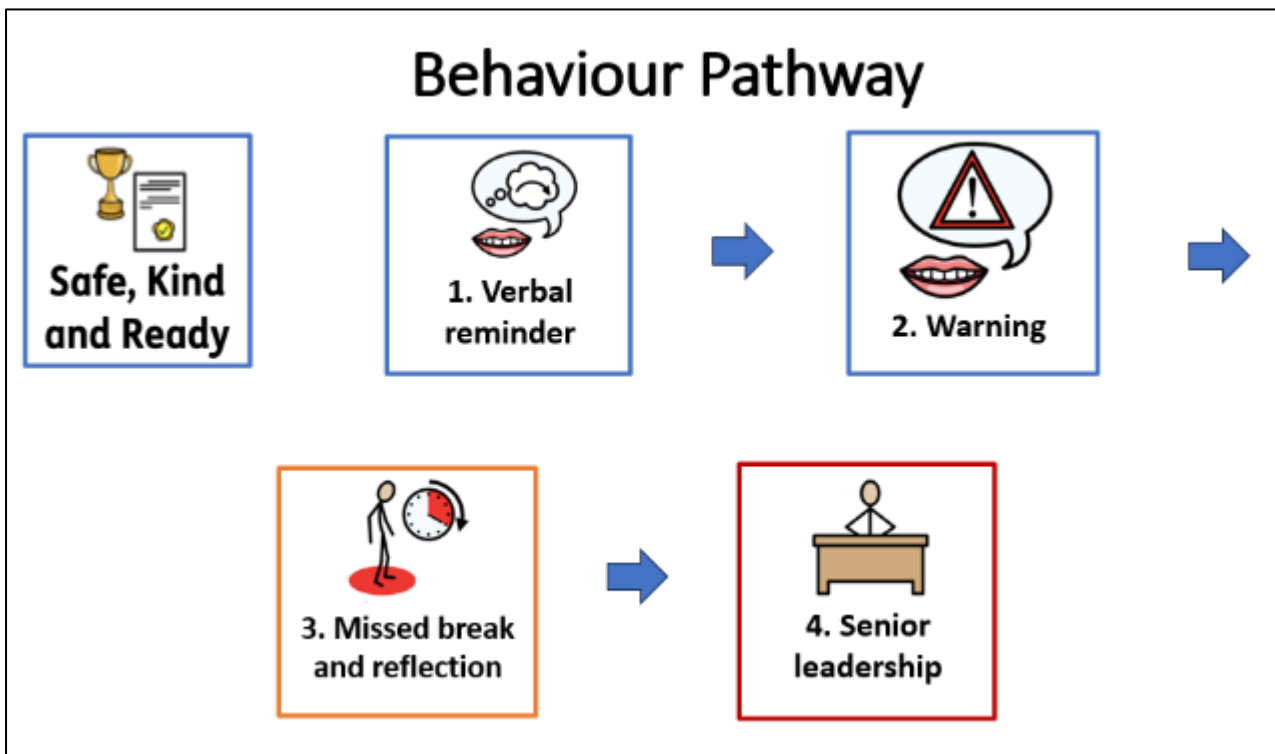 Behaviour Pathway
Safe, Kind
and Ready
1. Verbal
reminder
2. Warning
3. Missed break
and reflection
4. Senior
leadership